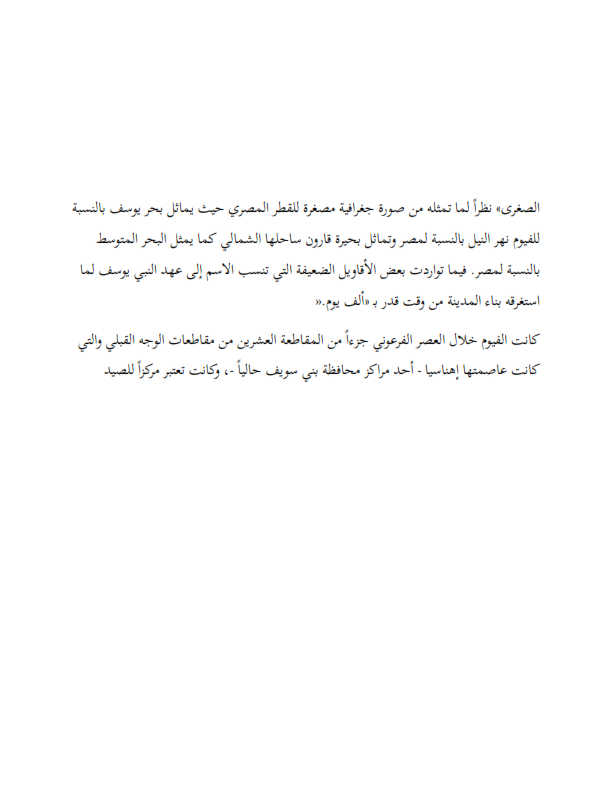 الصغرى» نظراً لما تمثله من صورة جغرافية مصغرة للقطر المصري حيث يماثل بحر يوسف بالنسبة
للفيوم نهر النيل بالنسبة لمصر وتماثل بحيرة قارون ساحلها الشمالي كما يمثل البحر المتوسط
بالنسبة لمصر. فيما تواردت بعض الأقاويل الضعيفة التي تنسب الاسم إلى عهد النبي يوسف لما
استغرقه بناء المدينة من وقت قدر بـ «ألف يوم.»
كانت الفيوم خلال العصر الفرعوني جزءاً من المقاطعة العشرين من مقاطعات الوجه القبلي والتي
كانت عاصمتها إهناسيا - أحد مراكز محافظة بني سويف حالياً -، وكانت تعتبر مركزاً للصيد